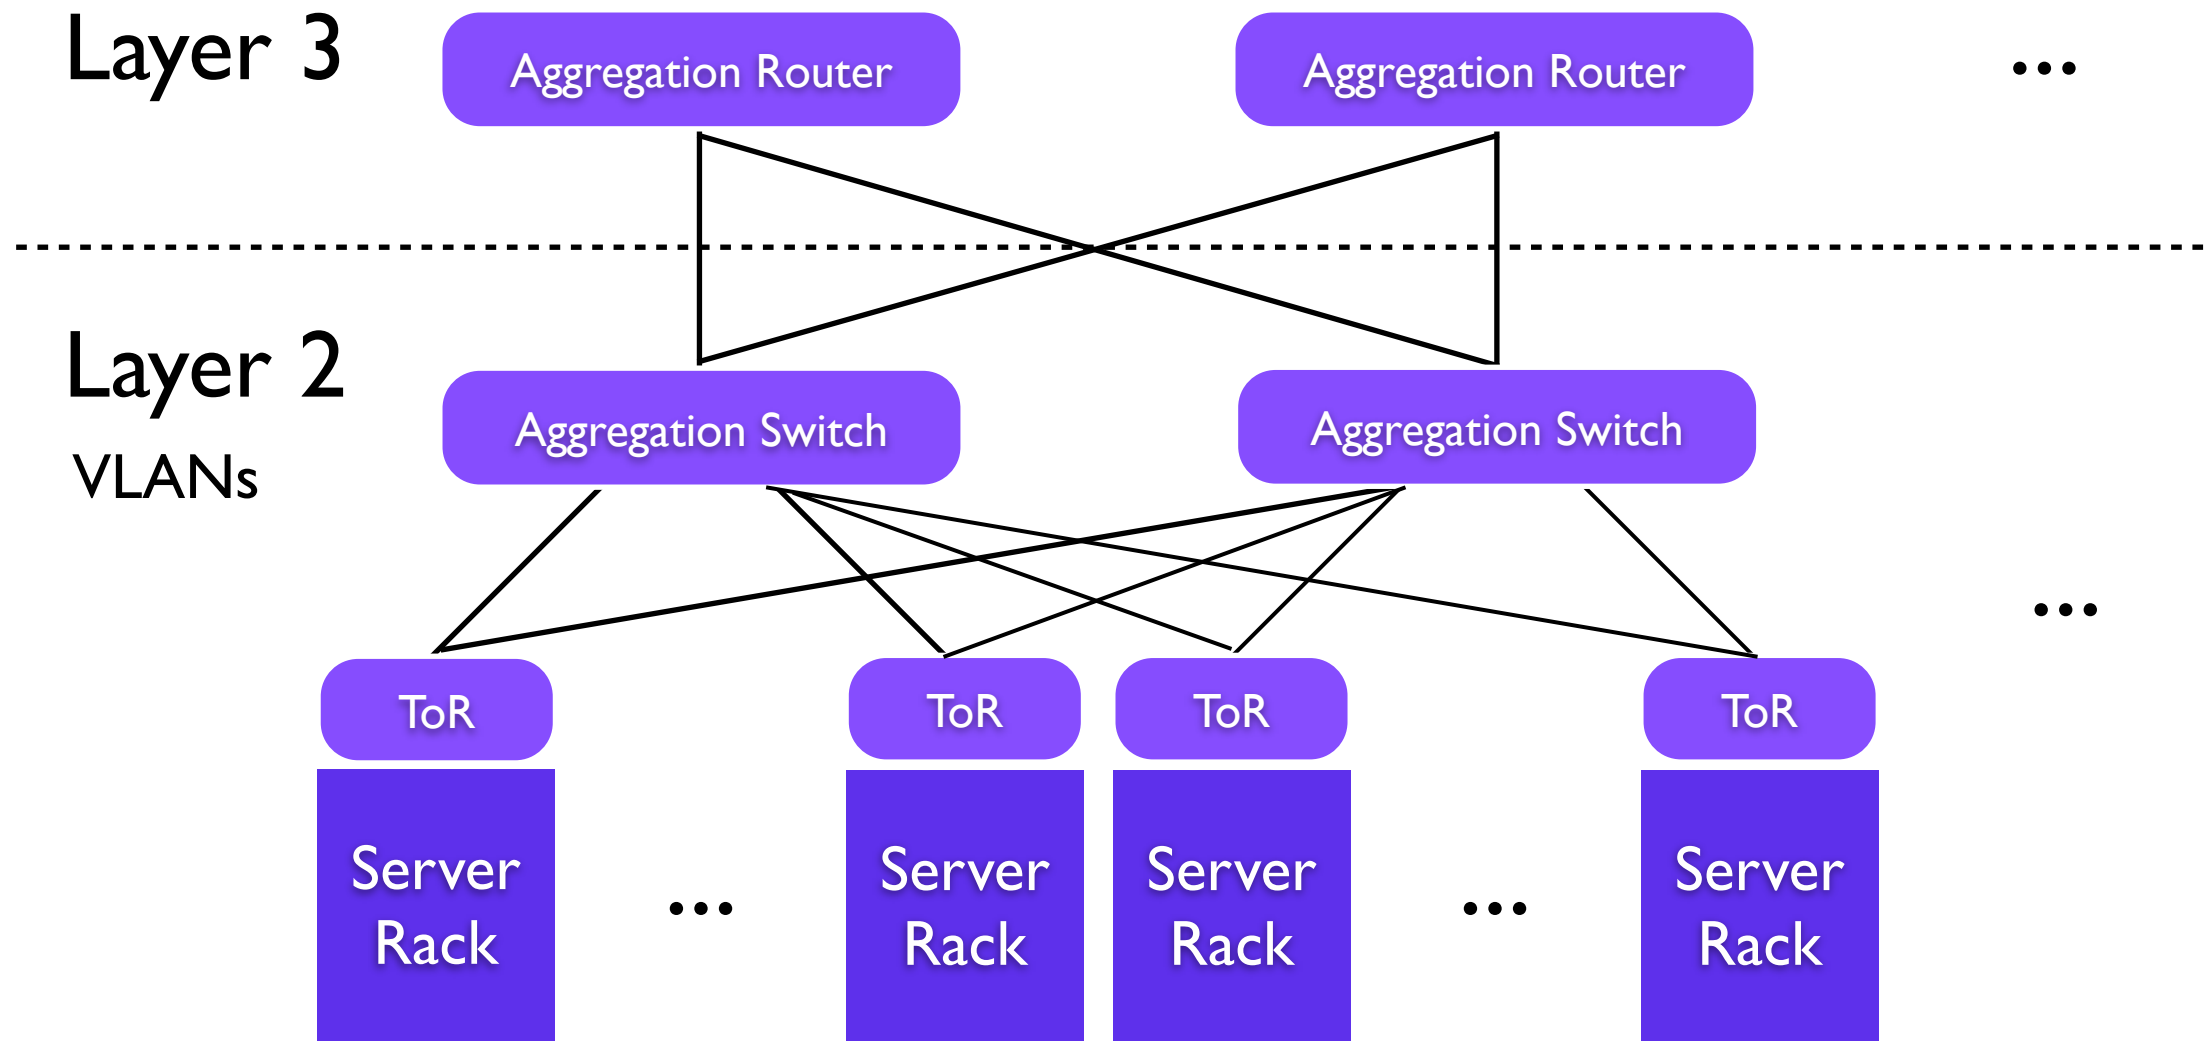 Layer 3
Aggregation Router
Aggregation Router
...
Layer 2
VLANs
Aggregation Switch
Aggregation Switch
...
ToR
ToR
ToR
ToR
Server
Rack
...
Server
Rack
Server
Rack
...
Server
Rack